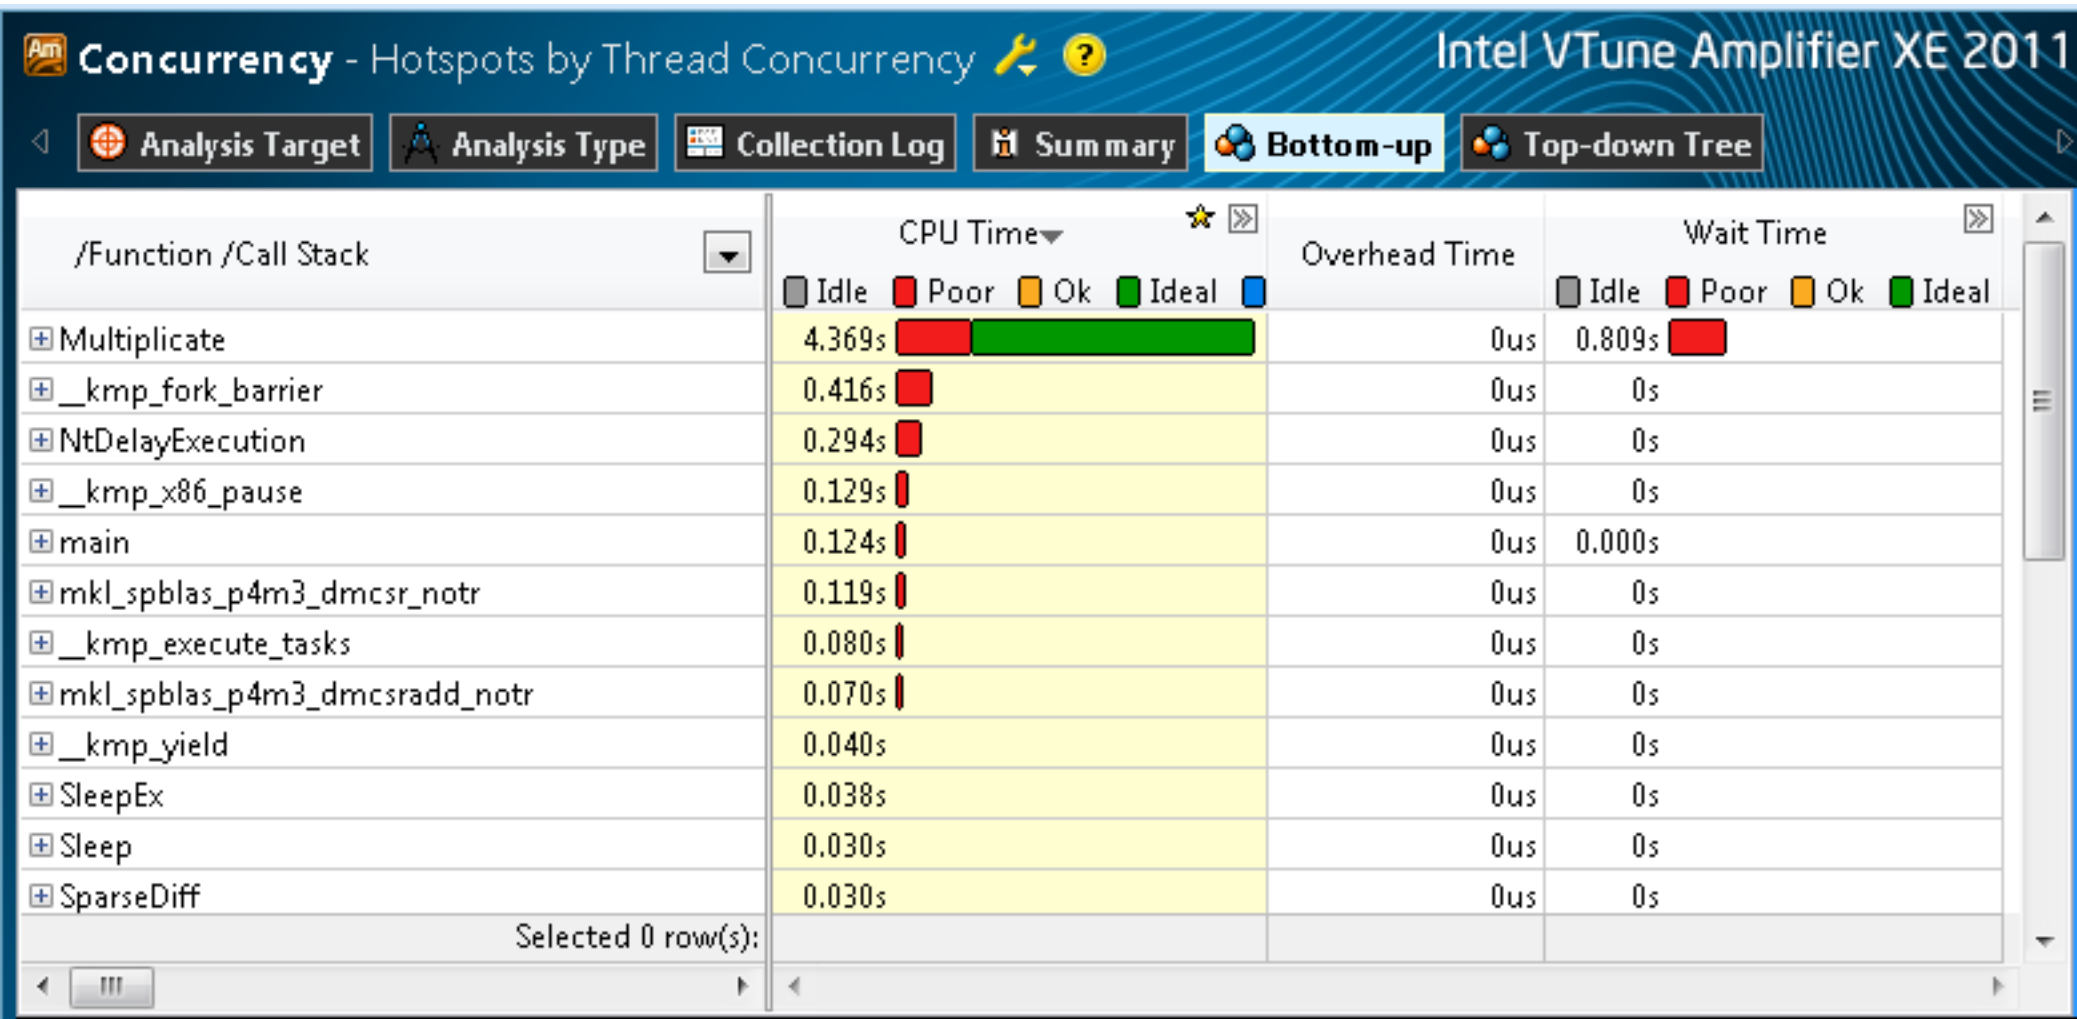 Concurrency - Hotspots by Thread Concurrency ?
Intel VTune Amplifier XE 2011
Analysis Target Analysis Type Collection Log Summary Bottom-up Top-down Tree
/Function /Call Stack CPU Time Overhead Time Wait Time
Idle Poor Ok Ideal Idle Poor Ok Ideal
Multiplicate 4.369s 0us 0.809s
__kmp_fork_barrier 0.416s 0us 0s
NtDelayExecution 0.294s 0us 0s
__kmp_x86_pause 0.129s 0us 0s
main 0.124s 0us 0.000s
mkl_spblas_p4m3_dmcsr_notr 0.119s 0us 0s
__kmp_execute_tasks 0.080s 0us 0s
mkl_spblas_p4m3_dmcsradd_notr 0.070s 0us 0s
__kmp_yield 0.040s 0us 0s
SleepEx 0.038s 0us 0s
Sleep 0.030s 0us 0s
SparseDiff 0.030s 0us 0s
Selected 0 row(s):